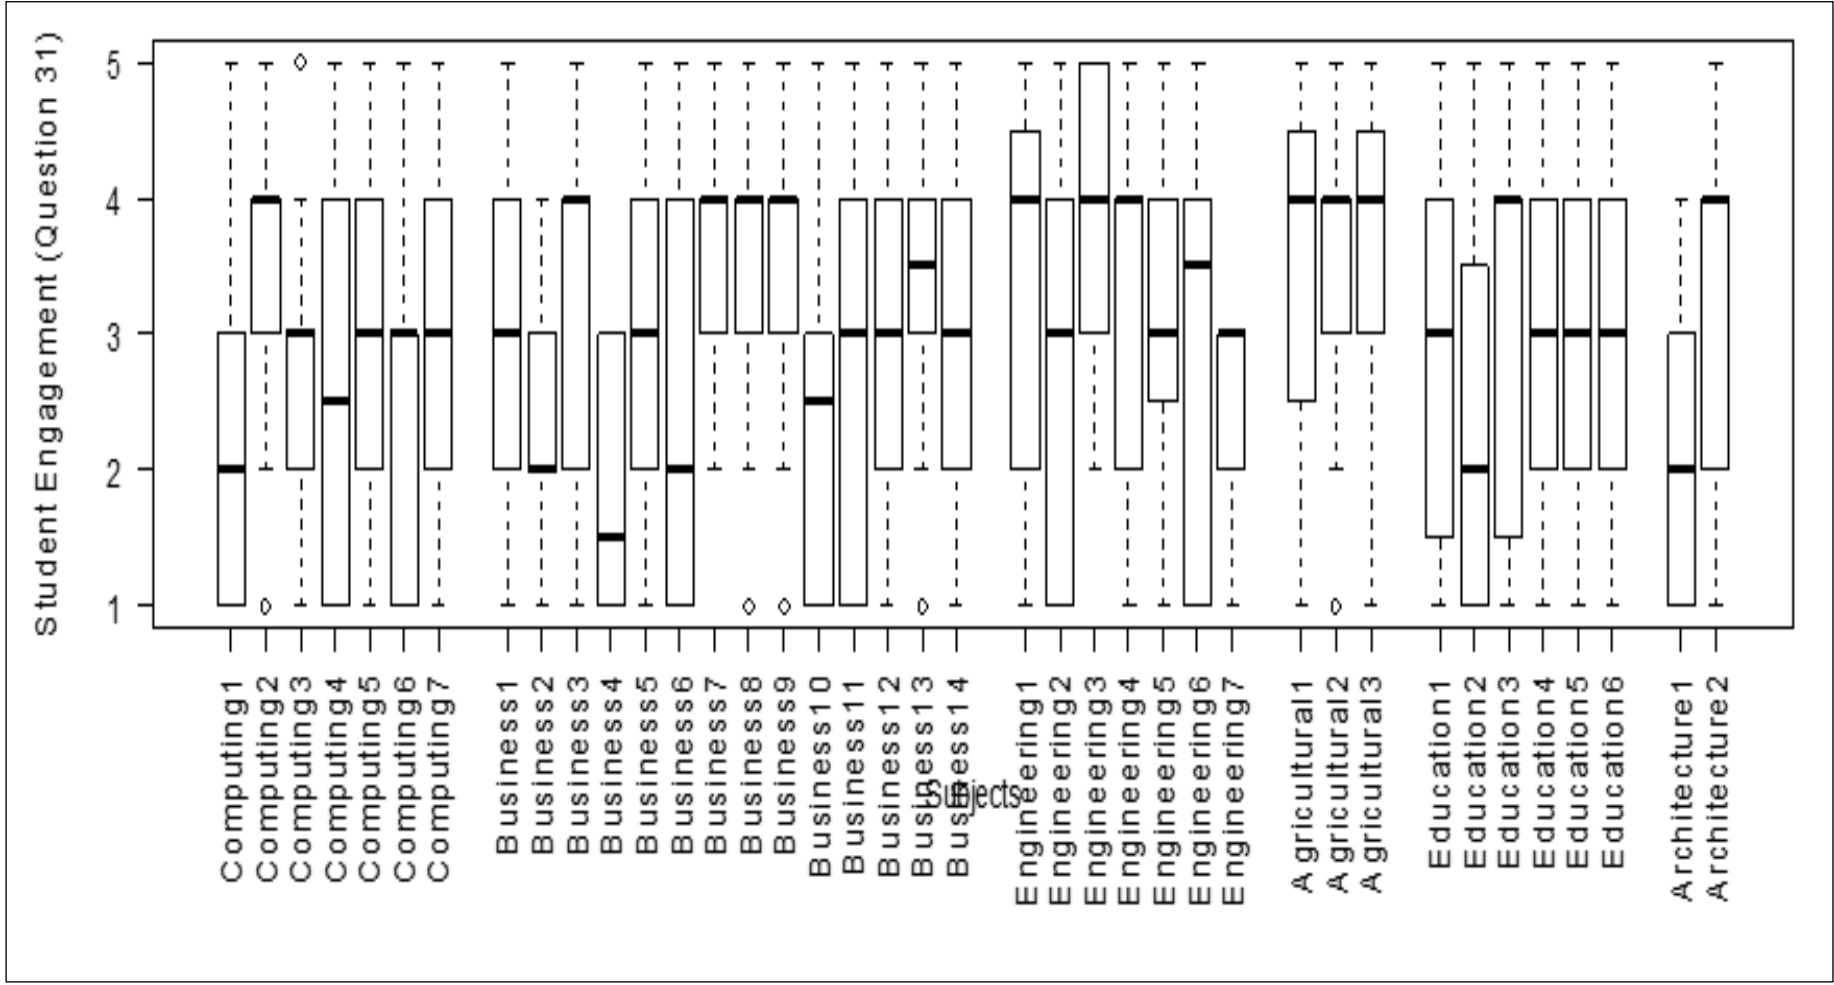 Student Engagement (Question 31)
5
4
3
2
1
Computing1
Computing2
Computing3
Computing4
Computing5
Computing6
Computing7
Business1
Business2
Business3
Business4
Business5
Business6
Business7
Business8
Business9
Business10
Business11
Business12
Business13
Business14
Engineering1
Engineering2
Engineering3
Engineering4
Engineering5
Engineering6
Engineering7
Agricultural1
Agricultural2
Agricultural3
Education1
Education2
Education3
Education4
Education5
Education6
Architecture1
Architecture2
Subjects